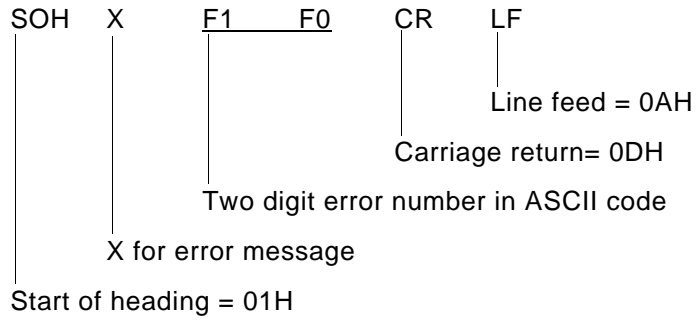 SOH X F1 F0 CR LF
Line feed = 0AH
Carriage return= 0DH
Two digit error number in ASCII code
X for error message
Start of heading = 01H